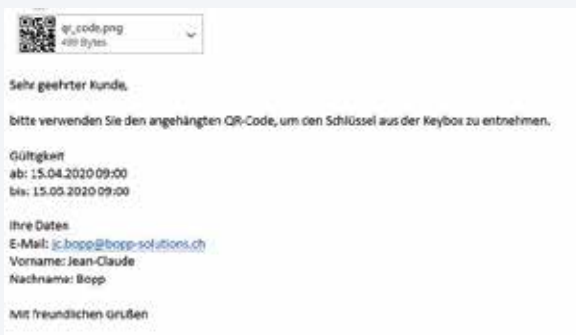 qr_code.png
499 Bytes
Sehr geehrter Kunde,
bitte verwenden Sie den angehängten QR-Code, um den Schlüssel aus der Keybox zu entnehmen.
Gültigkeit
ab: 15.04.2020 09:00
bis: 15.05.2020 09:00
Ihre Daten
E-Mail: jc.bopp@bopp-solutions.ch
Vorname: Jean-Claude
Nachname: Bopp
Mit freundlichen Grüßen